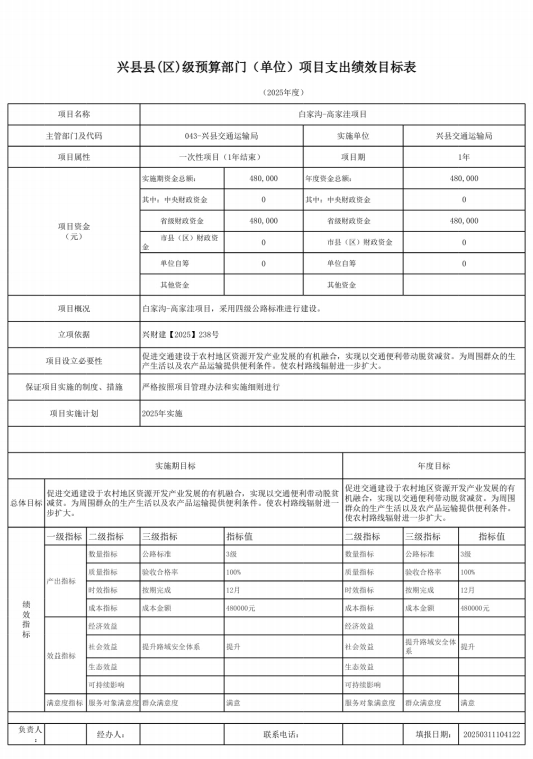 兴县县(区)级预算部门（单位）项目支出绩效目标表
（2025年度）
项目名称 白家沟-高家洼项目
主管部门及代码 043-兴县交通运输局 实施单位 兴县交通运输局
项目属性 一次性项目（1年结束） 项目期 1年
项目资金
（元）
实施期资金总额: 480,000 年度资金总额: 480,000
其中: 中央财政资金 0 其中: 中央财政资金 0
省级财政资金 480,000 省级财政资金 480,000
市县（区）财政资
金 0 市县（区）财政资金 0
单位自筹 0 单位自筹 0
其他资金 其他资金
项目概况 白家沟-高家洼项目, 采用四级公路标准进行建设。
立项依据 兴财建【2025】238号
项目设立必要性
促进交通建设于农村地区资源开发产业发展的有机融合, 实现以交通便利带动脱贫减贫。为周围群众的生
产生活以及农产品运输提供便利条件。使农村路线辐射进一步扩大。
保证项目实施的制度、措施 严格按照项目管理办法和实施细则进行
项目实施计划 2025年实施
实施期目标 年度目标
总体目标
促进交通建设于农村地区资源开发产业发展的有机融合, 实现以交通便利带动脱贫
减贫。为周围群众的生产生活以及农产品运输提供便利条件。使农村路线辐射进一
步扩大。
促进交通建设于农村地区资源开发产业发展的有
机融合, 实现以交通便利带动脱贫减贫。为周围
群众的生产生活以及农产品运输提供便利条件。
使农村路线辐射进一步扩大。
绩
效
指
标
一级指标 二级指标 三级指标 指标值 二级指标 三级指标 指标值
产出指标
数量指标 公路标准 3级 数量指标 公路标准 3级
质量指标 验收合格率 100% 质量指标 验收合格率 100%
时效指标 按期完成 12月 时效指标 按期完成 12月
成本指标 成本金额 480000元 成本指标 成本金额 480000元
效益指标
经济效益 经济效益
社会效益 提升路域安全体系 提升 社会效益 提升路域安全体
系 提升
生态效益 生态效益
可持续影响 可持续影响
满意度指标 服务对象满意度 群众满意度 满意 服务对象满意度 群众满意度 满意
负责人
: 经办人: 联系电话: 填报日期: 20250311104122